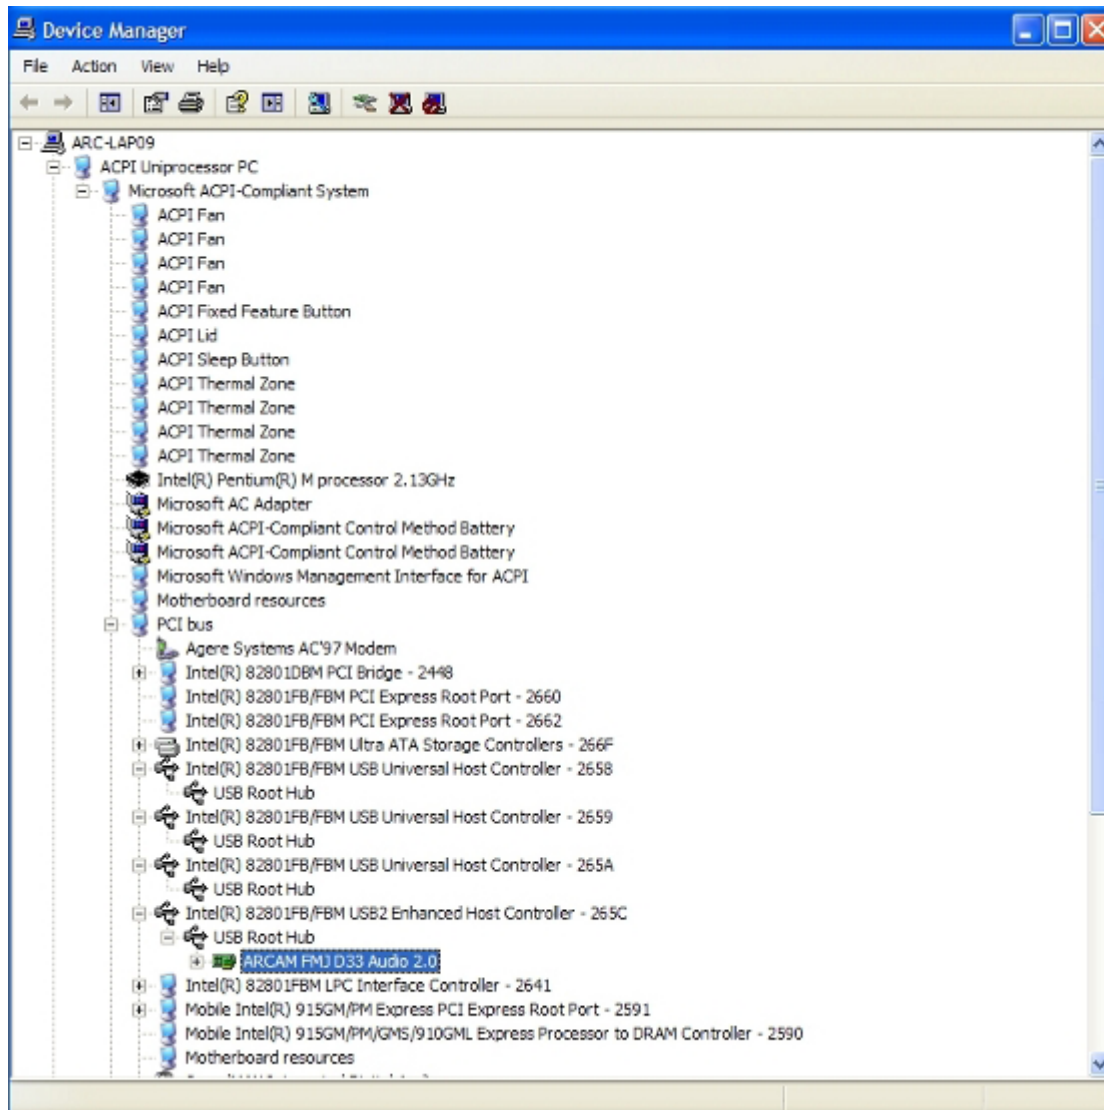 Device Manager
File Action View Help
ARC-LAP09
ACPI Uniprocessor PC
Microsoft ACPI-Compliant System
ACPI Fan
ACPI Fan
ACPI Fan
ACPI Fan
ACPI Fixed Feature Button
ACPI Lid
ACPI Sleep Button
ACPI Thermal Zone
ACPI Thermal Zone
ACPI Thermal Zone
ACPI Thermal Zone
Intel(R) Pentium(R) M processor 2.13GHz
Microsoft AC Adapter
Microsoft ACPI-Compliant Control Method Battery
Microsoft ACPI-Compliant Control Method Battery
Microsoft Windows Management Interface for ACPI
Motherboard resources
PCI bus
Agere Systems AC'97 Modem
Intel(R) 82801DBM PCI Bridge - 2448
Intel(R) 82801FB/FBM PCI Express Root Port - 2660
Intel(R) 82801FB/FBM PCI Express Root Port - 2662
Intel(R) 82801FB/FBM Ultra ATA Storage Controllers - 266F
Intel(R) 82801FB/FBM USB Universal Host Controller - 2658
USB Root Hub
Intel(R) 82801FB/FBM USB Universal Host Controller - 2659
USB Root Hub
Intel(R) 82801FB/FBM USB Universal Host Controller - 265A
USB Root Hub
Intel(R) 82801FB/FBM USB2 Enhanced Host Controller - 265C
USB Root Hub
ARCAM FMJ D33 Audio 2.0
Intel(R) 82801FBM LPC Interface Controller - 2641
Mobile Intel(R) 915GM/PM Express PCI Express Root Port - 2591
Mobile Intel(R) 915GM/PM/GMS/910GML Express Processor to DRAM Controller - 2590
Motherboard resources